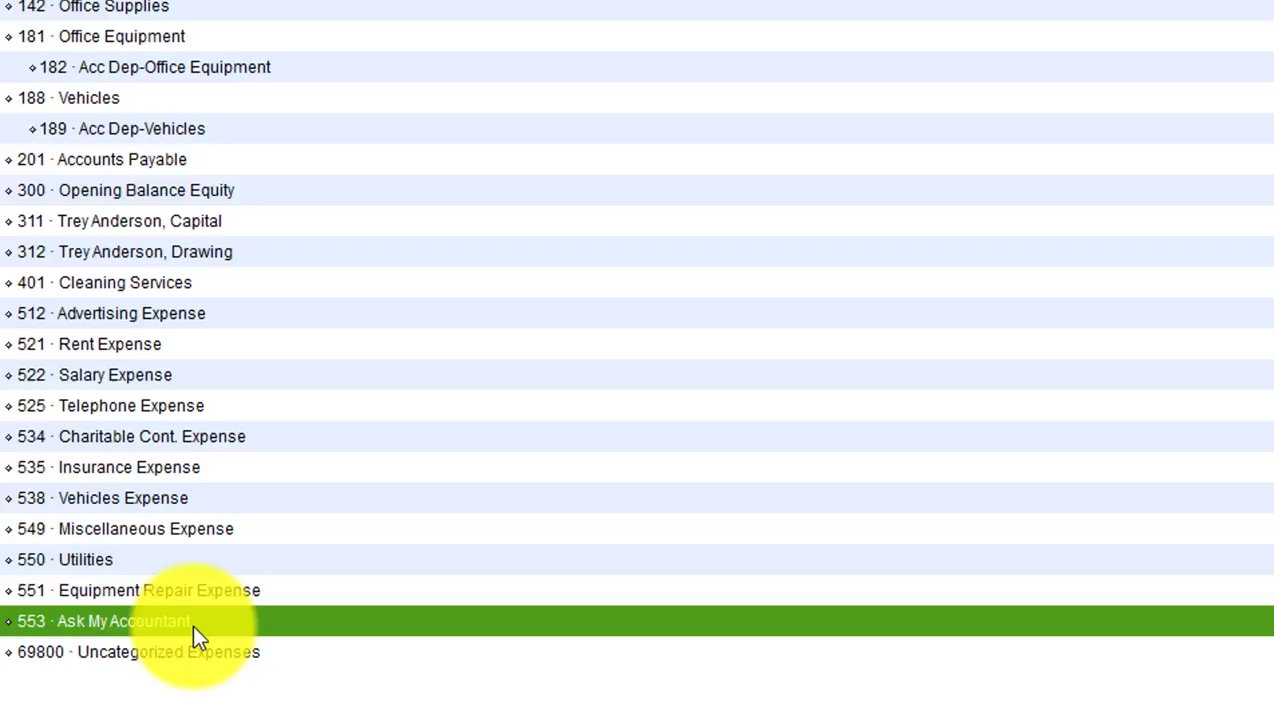 142 · Office Supplies
181 · Office Equipment
182 · Acc Dep-Office Equipment
188 · Vehicles
189 · Acc Dep-Vehicles
201 · Accounts Payable
300 · Opening Balance Equity
311 · Trey Anderson, Capital
312 · Trey Anderson, Drawing
401 · Cleaning Services
512 · Advertising Expense
521 · Rent Expense
522 · Salary Expense
525 · Telephone Expense
534 · Charitable Cont. Expense
535 · Insurance Expense
538 · Vehicles Expense
549 · Miscellaneous Expense
550 · Utilities
551 · Equipment Repair Expense
553 · Ask My Accountant
69800 · Uncategorized Expenses